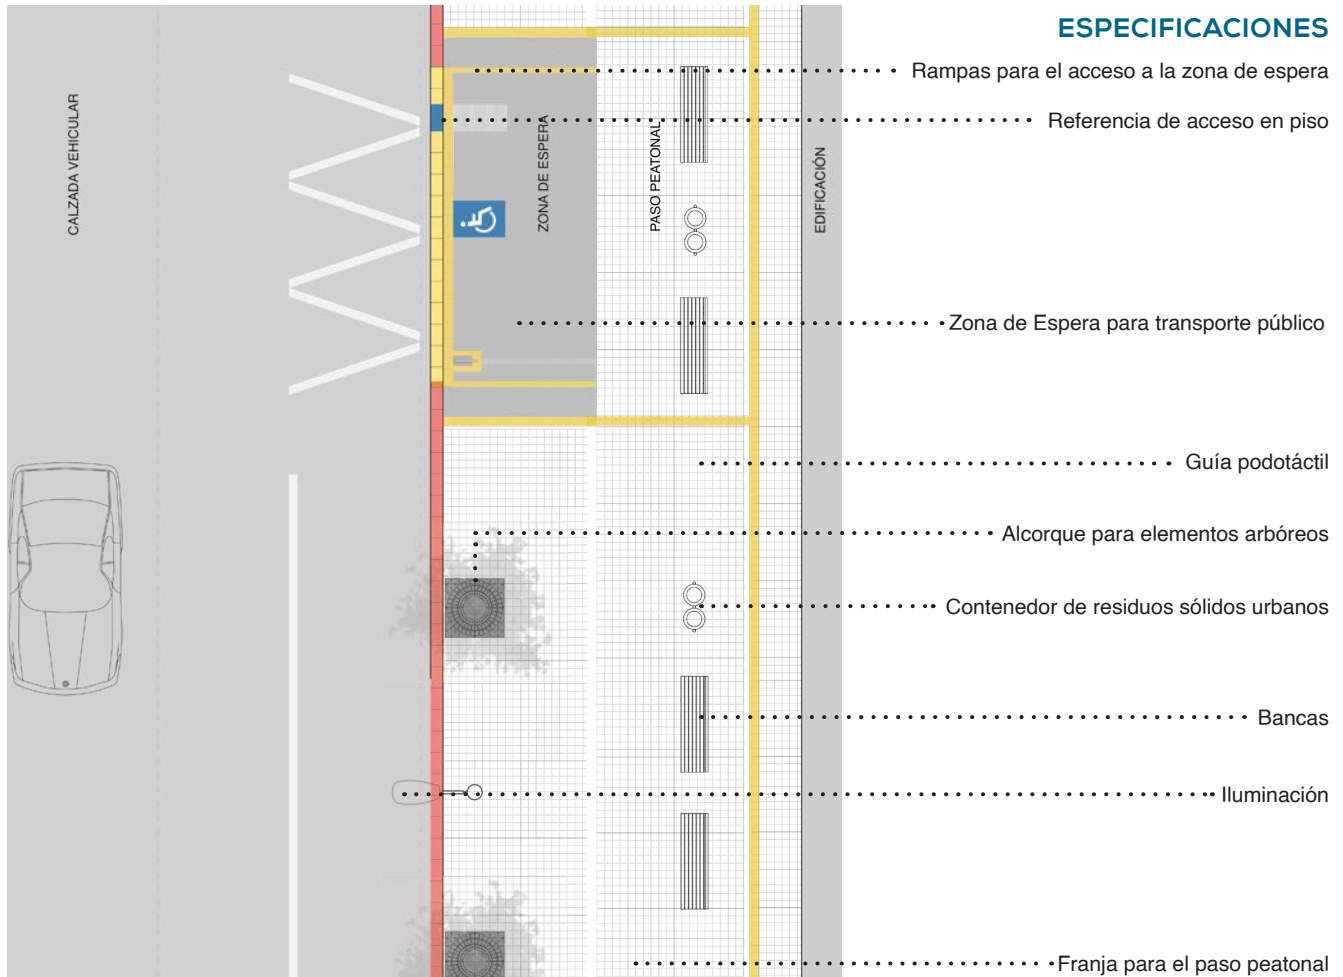 ESPECIFICACIONES
Rampas para el acceso a la zona de espera
Referencia de acceso en piso
CALZADA VEHICULAR
ZONA DE ESPERA
PASO PEATONAL
EDIFICACIÓN
Zona de Espera para transporte público
Guía podotáctil
Alcorque para elementos arbóreos
Contenedor de residuos sólidos urbanos
Bancas
Iluminación
Franja para el paso peatonal